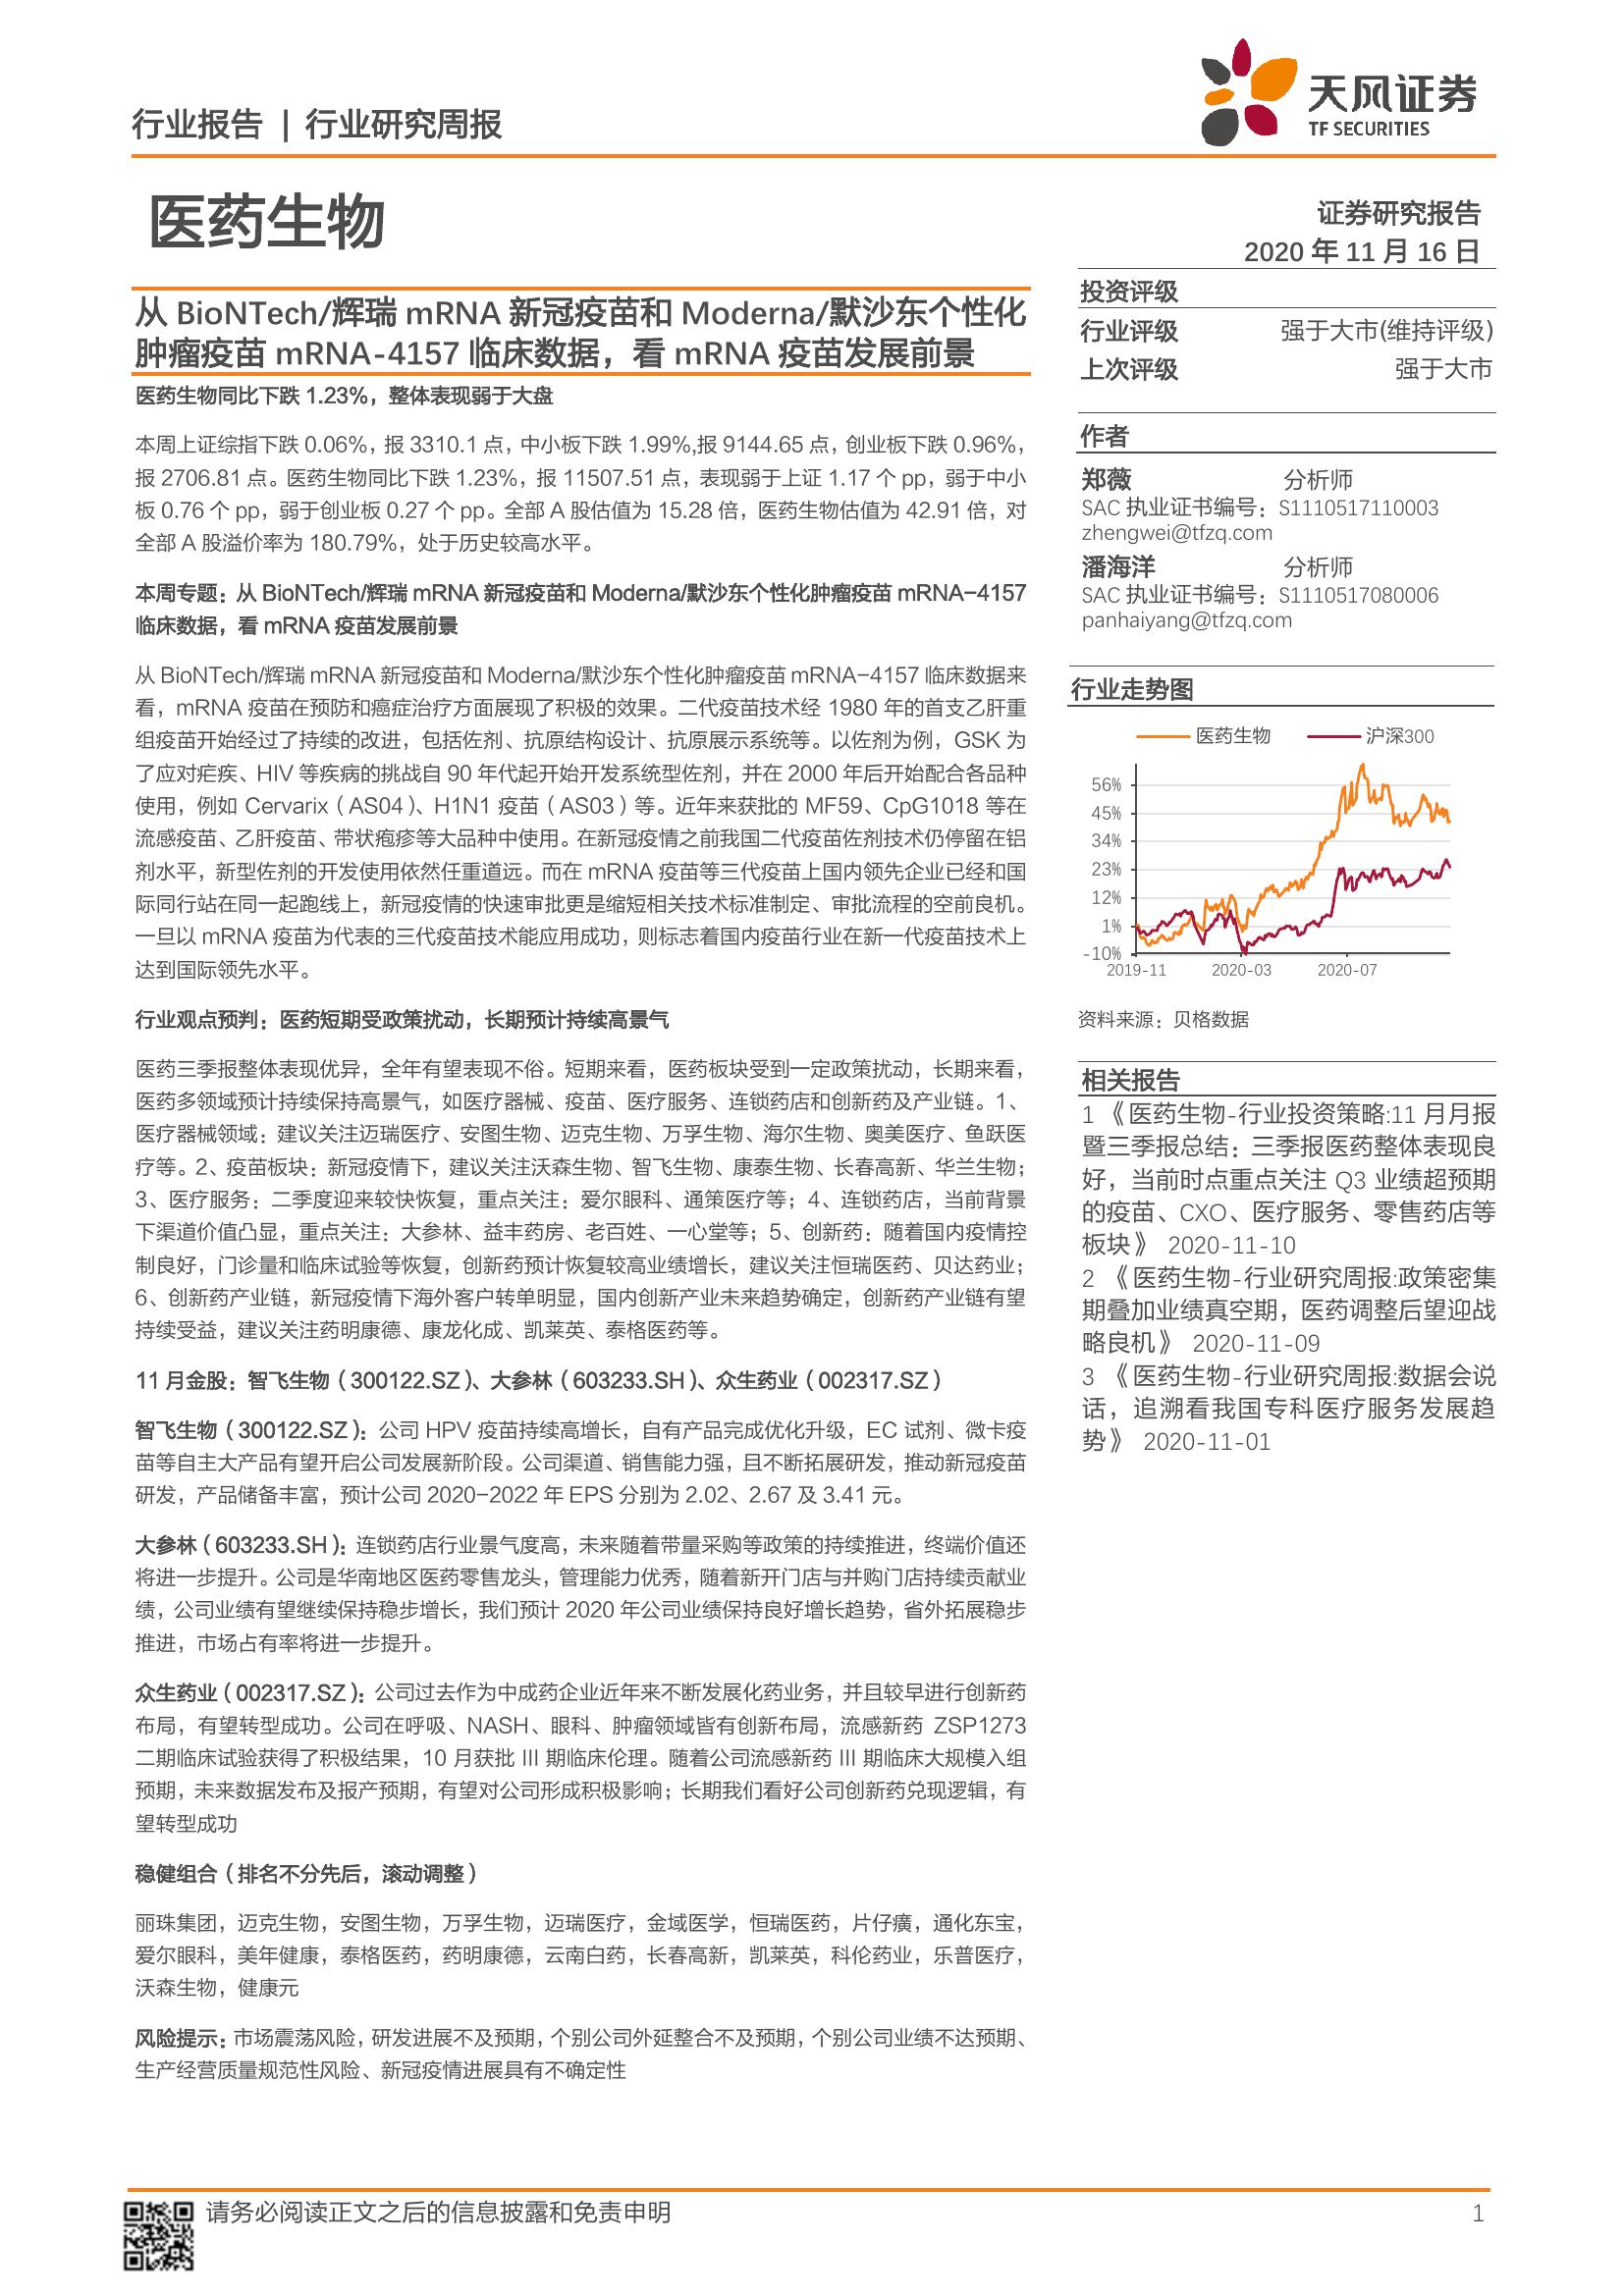 行业报告 | 行业研究周报
天风证券
TF SECURITIES
医药生物
证券研究报告
2020 年 11 月 16 日
从 BioNTech/辉瑞 mRNA 新冠疫苗和 Moderna/默沙东个性化
肿瘤疫苗 mRNA-4157 临床数据，看 mRNA 疫苗发展前景
医药生物同比下跌 1.23%，整体表现弱于大盘
本周上证综指下跌 0.06%，报 3310.1 点，中小板下跌 1.99%,报 9144.65 点，创业板下跌 0.96%，
报 2706.81 点。医药生物同比下跌 1.23%，报 11507.51 点，表现弱于上证 1.17 个 pp，弱于中小
板 0.76 个 pp，弱于创业板 0.27 个 pp。全部 A 股估值为 15.28 倍，医药生物估值为 42.91 倍，对
全部 A 股溢价率为 180.79%，处于历史较高水平。
本周专题：从 BioNTech/辉瑞 mRNA 新冠疫苗和 Moderna/默沙东个性化肿瘤疫苗 mRNA-4157
临床数据，看 mRNA 疫苗发展前景
从 BioNTech/辉瑞 mRNA 新冠疫苗和 Moderna/默沙东个性化肿瘤疫苗 mRNA-4157 临床数据来
看，mRNA 疫苗在预防和癌症治疗方面展现了积极的效果。二代疫苗技术经 1980 年的首支乙肝重
组疫苗开始经过了持续的改进，包括佐剂、抗原结构设计、抗原展示系统等。以佐剂为例，GSK 为
了应对疟疾、HIV 等疾病的挑战自 90 年代起开始开发系统型佐剂，并在 2000 年后开始配合各品种
使用，例如 Cervarix（AS04）、H1N1 疫苗（AS03）等。近年来获批的 MF59、CpG1018 等在
流感疫苗、乙肝疫苗、带状疱疹等大品种中使用。在新冠疫情之前我国二代疫苗佐剂技术仍停留在铝
剂水平，新型佐剂的开发使用依然任重道远。而在 mRNA 疫苗等三代疫苗上国内领先企业已经和国
际同行站在同一起跑线上，新冠疫情的快速审批更是缩短相关技术标准制定、审批流程的空前良机。
一旦以 mRNA 疫苗为代表的三代疫苗技术能应用成功，则标志着国内疫苗行业在新一代疫苗技术上
达到国际领先水平。
行业观点预判：医药短期受政策扰动，长期预计持续高景气
医药三季报整体表现优异，全年有望表现不俗。短期来看，医药板块受到一定政策扰动，长期来看，
医药多领域预计持续保持高景气，如医疗器械、疫苗、医疗服务、连锁药店和创新药及产业链。1、
医疗器械领域：建议关注迈瑞医疗、安图生物、迈克生物、万孚生物、海尔生物、奥美医疗、鱼跃医
疗等。2、疫苗板块：新冠疫情下，建议关注沃森生物、智飞生物、康泰生物、长春高新、华兰生物；
3、医疗服务：二季度迎来较快恢复，重点关注：爱尔眼科、通策医疗等；4、连锁药店，当前背景
下渠道价值凸显，重点关注：大参林、益丰药房、老百姓、一心堂等；5、创新药：随着国内疫情控
制良好，门诊量和临床试验等恢复，创新药预计恢复较高业绩增长，建议关注恒瑞医药、贝达药业；
6、创新药产业链，新冠疫情下海外客户转单明显，国内创新产业未来趋势确定，创新药产业链有望
持续受益，建议关注药明康德、康龙化成、凯莱英、泰格医药等。
11 月金股：智飞生物（300122.SZ）、大参林（603233.SH）、众生药业（002317.SZ）
智飞生物（300122.SZ）：公司 HPV 疫苗持续高增长，自有产品完成优化升级，EC 试剂、微卡疫
苗等自主大产品有望开启公司发展新阶段。公司渠道、销售能力强，且不断拓展研发，推动新冠疫苗
研发，产品储备丰富，预计公司 2020-2022 年 EPS 分别为 2.02、2.67 及 3.41 元。
大参林（603233.SH）：连锁药店行业景气度高，未来随着带量采购等政策的持续推进，终端价值还
将进一步提升。公司是华南地区医药零售龙头，管理能力优秀，随着新开门店与并购门店持续贡献业
绩，公司业绩有望继续保持稳步增长，我们预计 2020 年公司业绩保持良好增长趋势，省外拓展稳步
推进，市场占有率将进一步提升。
众生药业（002317.SZ）：公司过去作为中成药企业近年来不断发展化药业务，并且较早进行创新药
布局，有望转型成功。公司在呼吸、NASH、眼科、肿瘤领域皆有创新布局，流感新药 ZSP1273
二期临床试验获得了积极结果，10 月获批 III 期临床伦理。随着公司流感新药 III 期临床大规模入组
预期，未来数据发布及报产预期，有望对公司形成积极影响；长期我们看好公司创新药兑现逻辑，有
望转型成功
稳健组合（排名不分先后，滚动调整）
丽珠集团，迈克生物，安图生物，万孚生物，迈瑞医疗，金域医学，恒瑞医药，片仔癀，通化东宝，
爱尔眼科，美年健康，泰格医药，药明康德，云南白药，长春高新，凯莱英，科伦药业，乐普医疗，
沃森生物，健康元
风险提示：市场震荡风险，研发进展不及预期，个别公司外延整合不及预期，个别公司业绩不达预期、
生产经营质量规范性风险、新冠疫情进展具有不确定性
投资评级
行业评级 强于大市(维持评级)
上次评级 强于大市
作者
郑薇 分析师
SAC 执业证书编号：S1110517110003
zhengwei@tfzq.com
潘海洋 分析师
SAC 执业证书编号：S1110517080006
panhaiyang@tfzq.com
行业走势图
医药生物 沪深300
56%
45%
34%
23%
12%
1%
-10%
2019-11 2020-03 2020-07
资料来源：贝格数据
相关报告
1 《医药生物-行业投资策略:11 月月报
暨三季报总结：三季报医药整体表现良
好，当前时点重点关注 Q3 业绩超预期
的疫苗、CXO、医疗服务、零售药店等
板块》 2020-11-10
2 《医药生物-行业研究周报:政策密集
期叠加业绩真空期，医药调整后望迎战
略良机》 2020-11-09
3 《医药生物-行业研究周报:数据会说
话，追溯看我国专科医疗服务发展趋
势》 2020-11-01
请务必阅读正文之后的信息披露和免责申明
1